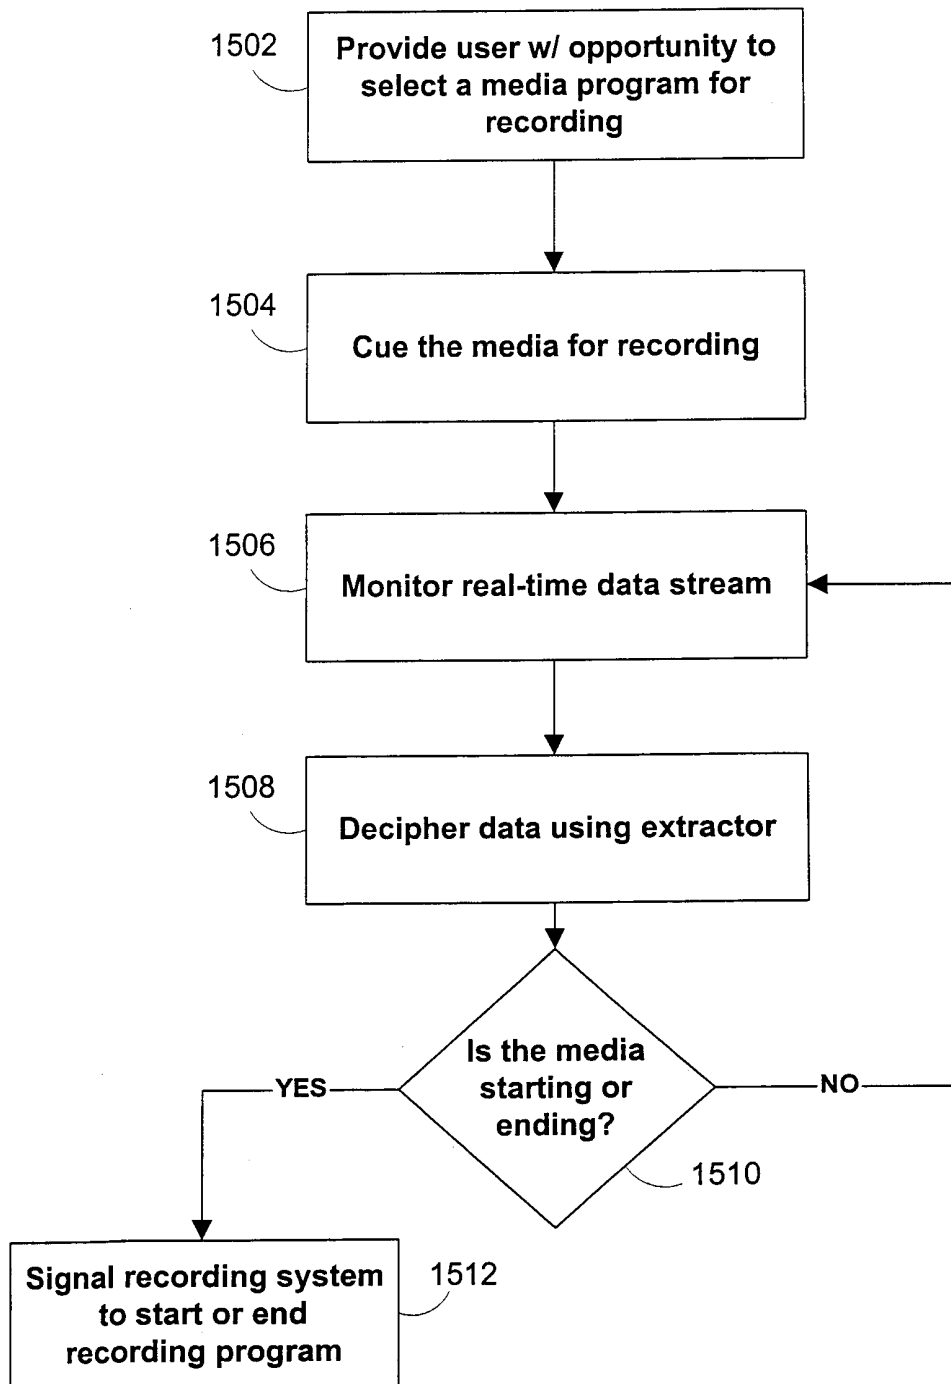 1502
Provide user w/ opportunity to
select a media program for
recording
1504
Cue the media for recording
1506
Monitor real-time data stream
1508
Decipher data using extractor
Is the media
starting or
ending?
YES
NO
1510
Signal recording system
to start or end
recording program
1512